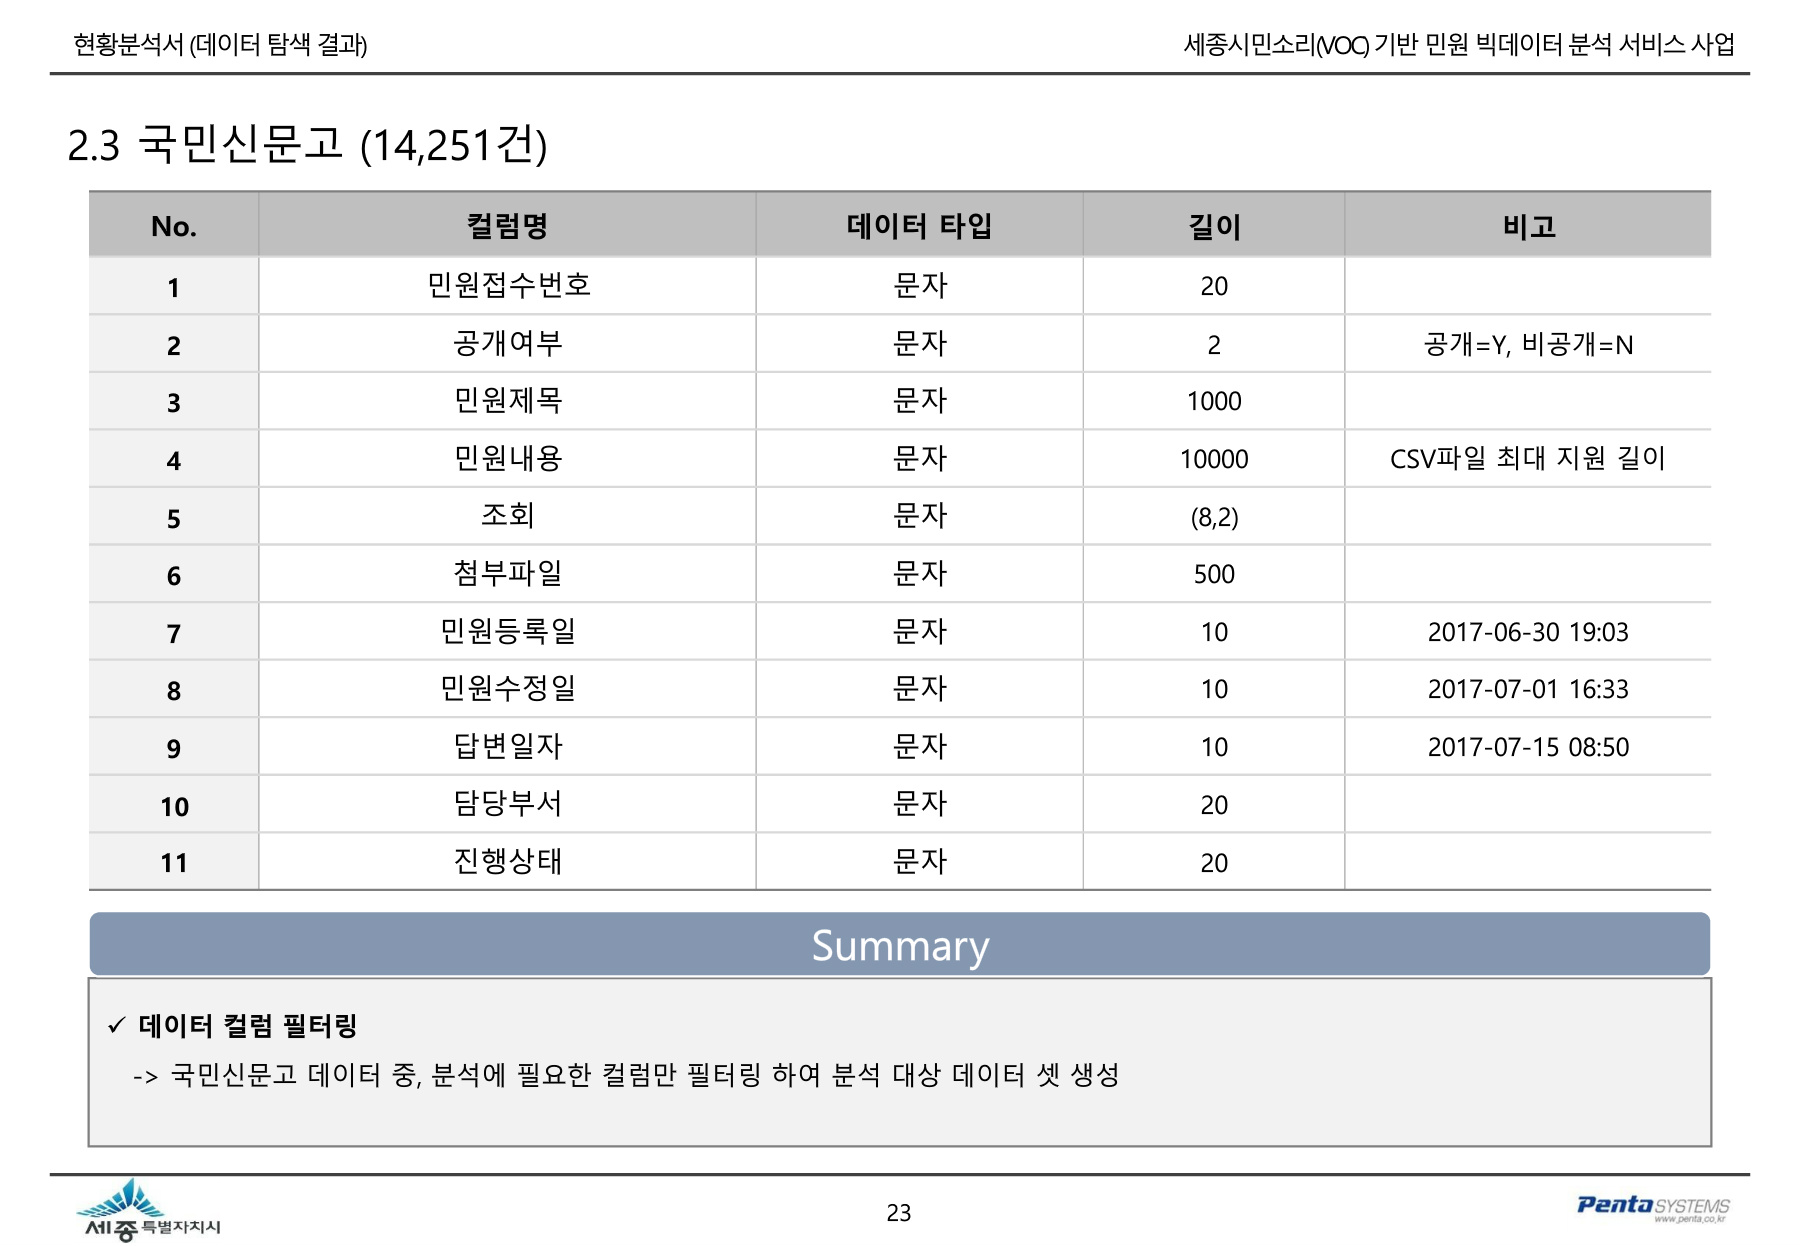 현황분석서 (데이터 탐색 결과) 세종시민소리(VOC) 기반 민원 빅데이터 분석 서비스 사업
2.3 국민신문고 (14,251건)
No. 컬럼명 데이터 타입 길이 비고
1 민원접수번호 문자 20
2 공개여부 문자 2 공개=Y, 비공개=N
3 민원제목 문자 1000
4 민원내용 문자 10000 CSV파일 최대 지원 길이
5 조회 문자 (8,2)
6 첨부파일 문자 500
7 민원등록일 문자 10 2017-06-30 19:03
8 민원수정일 문자 10 2017-07-01 16:33
9 답변일자 문자 10 2017-07-15 08:50
10 담당부서 문자 20
11 진행상태 문자 20
Summary
✓ 데이터 컬럼 필터링
-> 국민신문고 데이터 중, 분석에 필요한 컬럼만 필터링 하여 분석 대상 데이터 셋 생성
세종특별자치시 23 Penta SYSTEMS
www.penta.co.kr